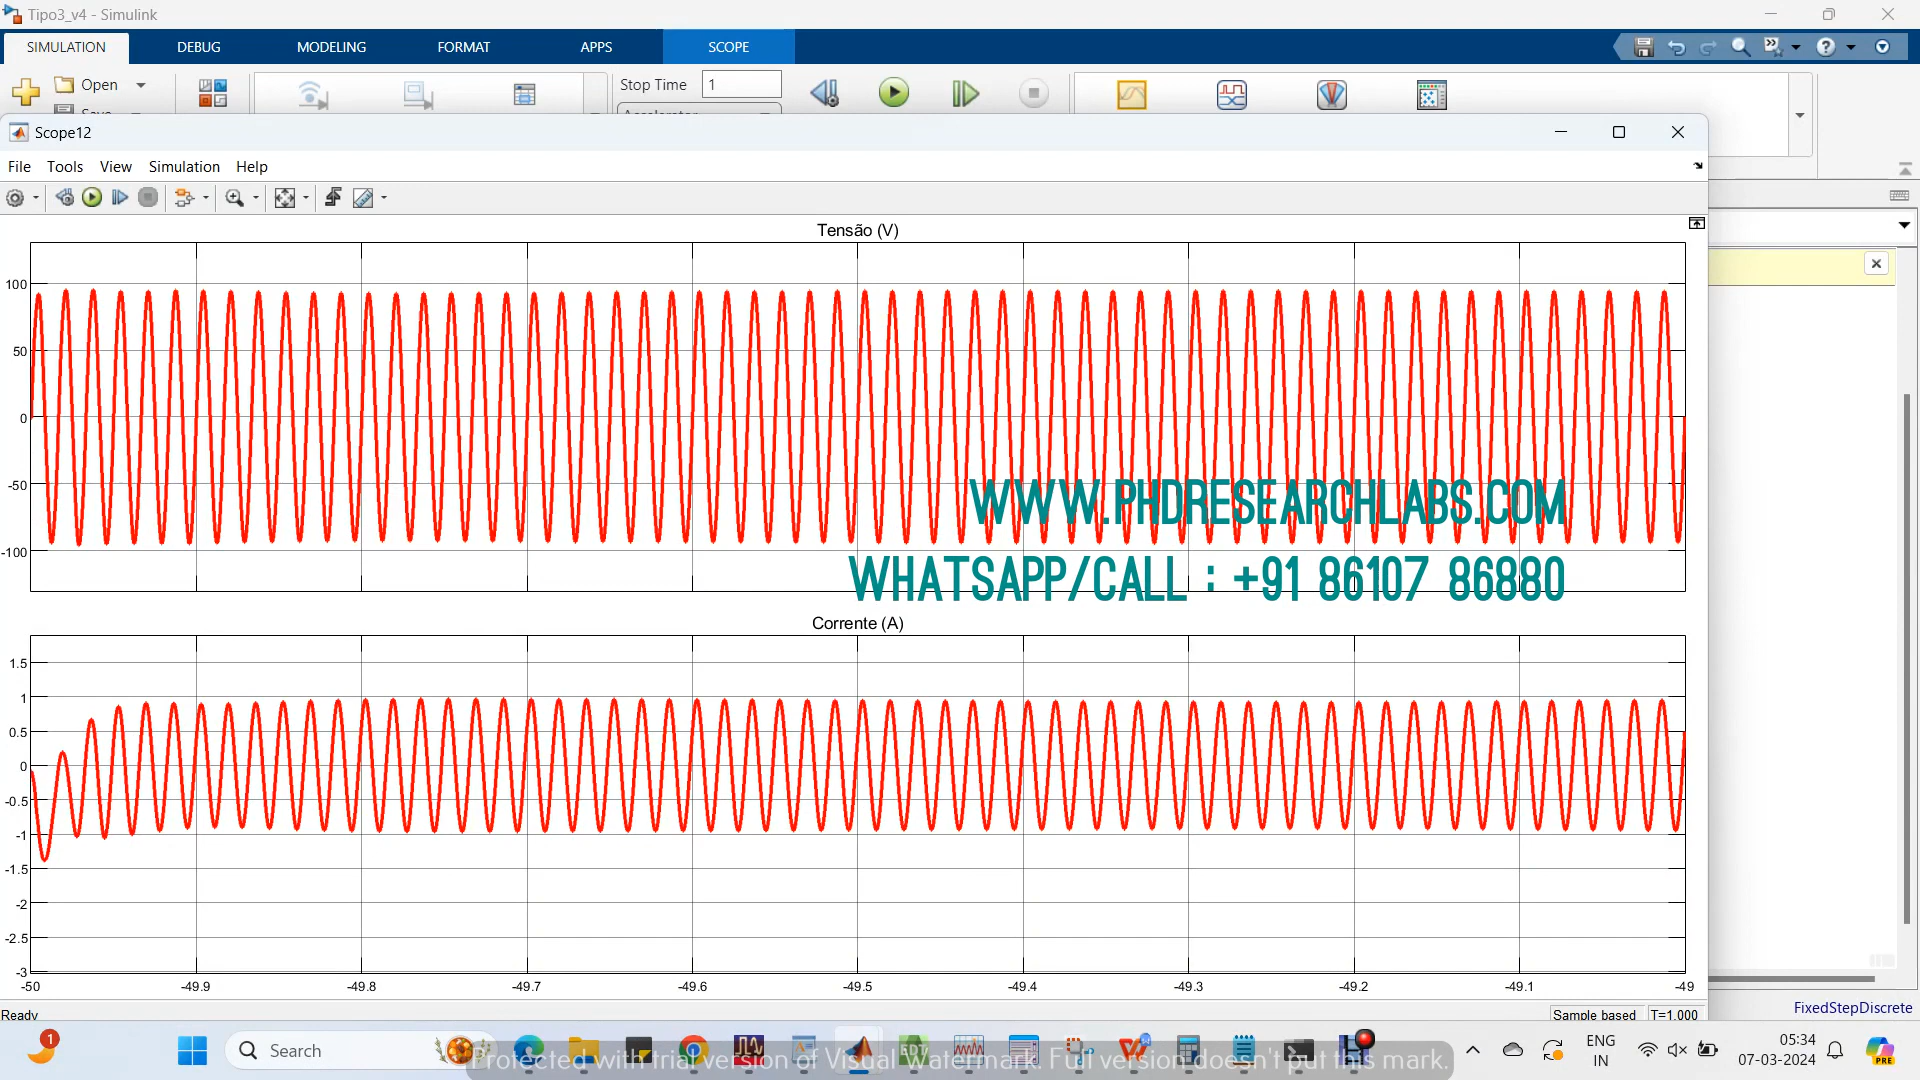 Tipo3_v4 - Simulink
SIMULATION DEBUG MODELING FORMAT APPS SCOPE
Open
Save
Stop Time 1
Accelerator
Scope12
File Tools View Simulation Help
Tensão (V)
100
50
0
-50
-100
WWW.PHDRESEARCHLABS.COM
WHATSAPP/CALL : +91 86107 86880
Corrente (A)
1.5
1
0.5
0
-0.5
-1
-1.5
-2
-2.5
-3
-50 -49.9 -49.8 -49.7 -49.6 -49.5 -49.4 -49.3 -49.2 -49.1 -49
Ready
Sample based T=1.000
FixedStepDiscrete
1
Search
EDT
PRE
ENG
IN
05:34
07-03-2024
Protected with trial version of Visual Watermark. Full version doesn't put this mark.